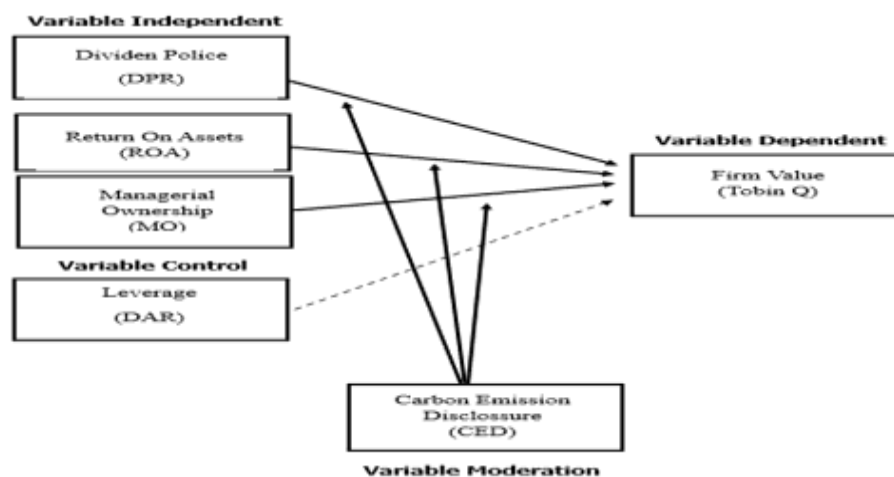 Variable Independent
Dividen Police
(DPR)
Return On Assets
(ROA)
Managerial
Ownership
(MO)
Variable Control
Leverage
(DAR)
Variable Dependent
Firm Value
(Tobin Q)
Carbon Emission
Disclossure
(CED)
Variable Moderation